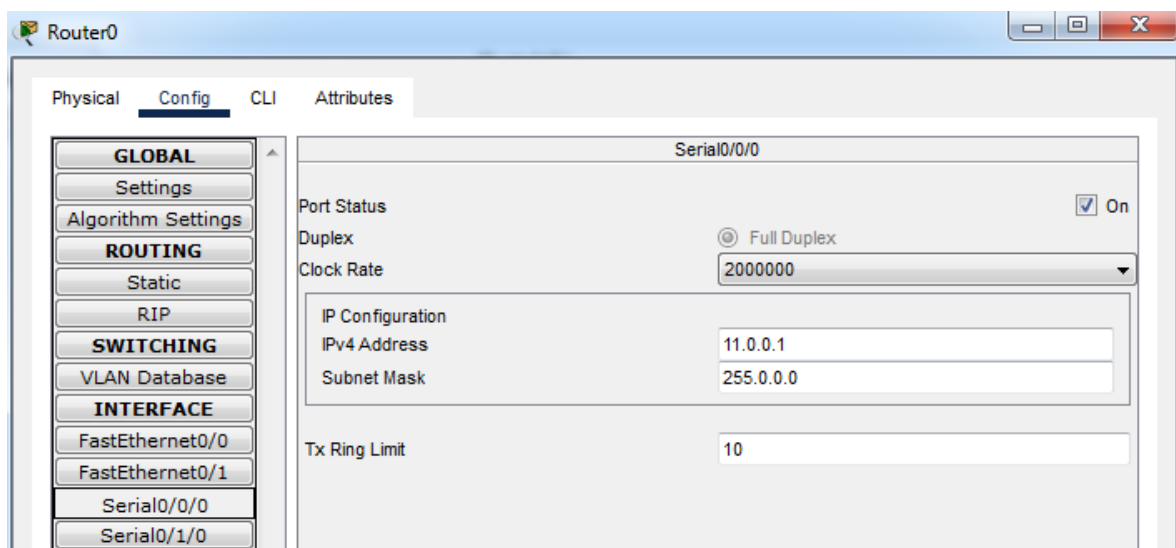 Router0
Physical Config CLI Attributes
GLOBAL
Settings
Algorithm Settings
ROUTING
Static
RIP
SWITCHING
VLAN Database
INTERFACE
FastEthernet0/0
FastEthernet0/1
Serial0/0/0
Serial0/1/0
Serial0/0/0
Port Status On
Duplex Full Duplex
Clock Rate 2000000
IP Configuration
IPv4 Address 11.0.0.1
Subnet Mask 255.0.0.0
Tx Ring Limit 10